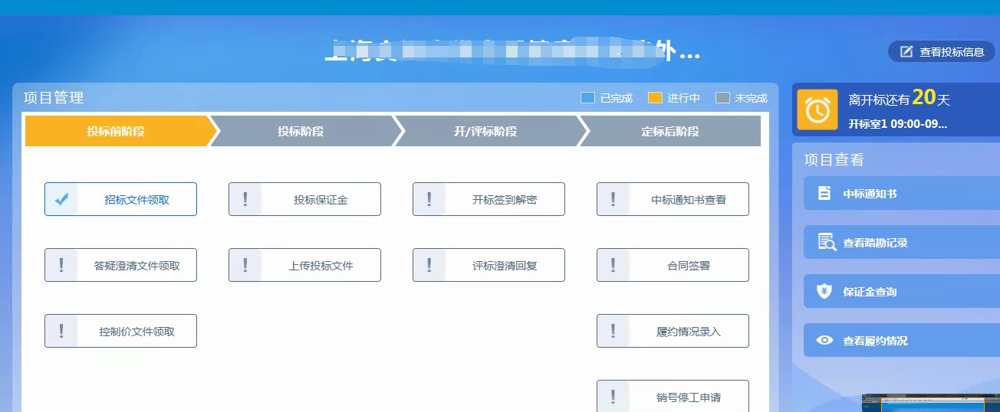 上海
外...
查看投标信息
项目管理
已完成
进行中
未完成
离开标还有20天
开标室1 09:00-09...
投标前阶段
投标阶段
开/评标阶段
定标后阶段
项目查看
招标文件领取
投标保证金
开标签到解密
中标通知书查看
中标通知书
答疑澄清文件领取
上传投标文件
评标澄清回复
合同签署
查看踏勘记录
保证金查询
控制价文件领取
履约情况录入
查看履约情况
销号停工申请